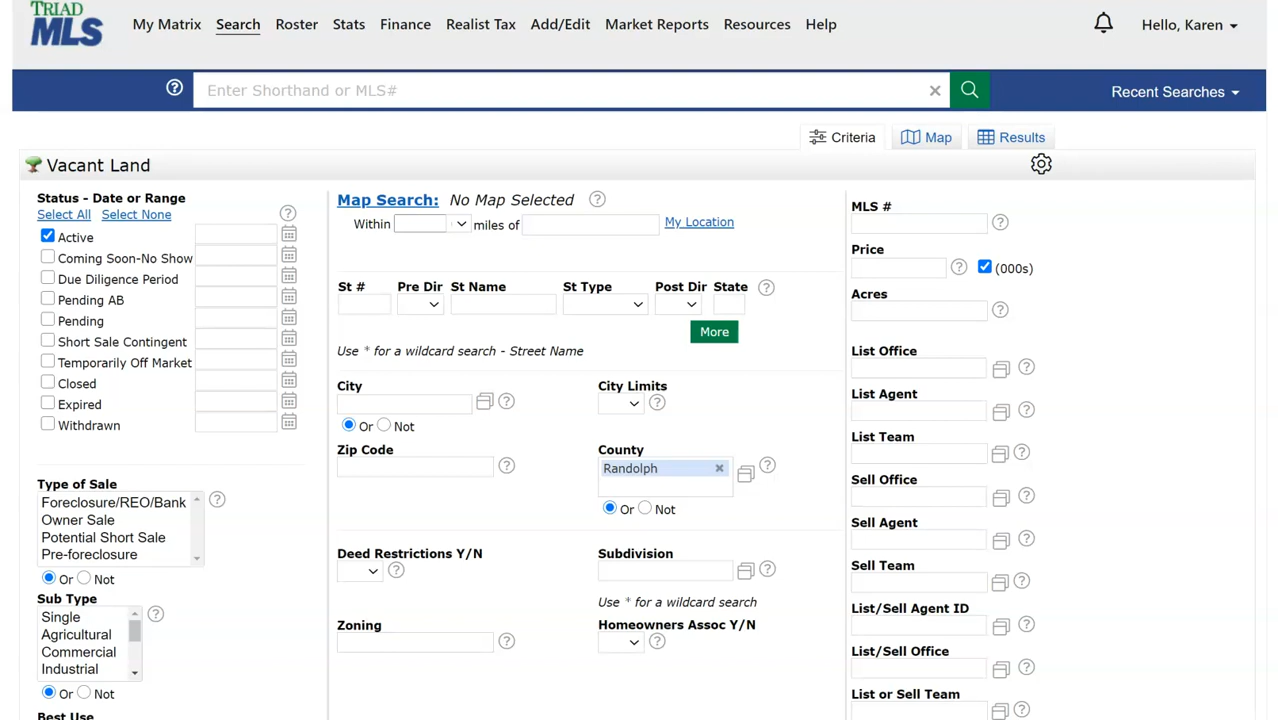 TRIAD
MLS
My Matrix Search Roster Stats Finance Realist Tax Add/Edit Market Reports Resources Help
Hello, Karen
Enter Shorthand or MLS#
Recent Searches
Criteria Map Results
Vacant Land
Status - Date or Range
Select All Select None
Active
Coming Soon-No Show
Due Diligence Period
Pending AB
Pending
Short Sale Contingent
Temporarily Off Market
Closed
Expired
Withdrawn
Type of Sale
Foreclosure/REO/Bank
Owner Sale
Potential Short Sale
Pre-foreclosure
Or Not
Sub Type
Single
Agricultural
Commercial
Industrial
Or Not
Best Use
Map Search: No Map Selected
Within miles of My Location
St # Pre Dir St Name St Type Post Dir State
More
Use * for a wildcard search - Street Name
City City Limits
Or Not
Zip Code County
Randolph
Or Not
Deed Restrictions Y/N Subdivision
Use * for a wildcard search
Zoning Homeowners Assoc Y/N
MLS #
Price
(000s)
Acres
List Office
List Agent
List Team
Sell Office
Sell Agent
Sell Team
List/Sell Agent ID
List/Sell Office
List or Sell Team